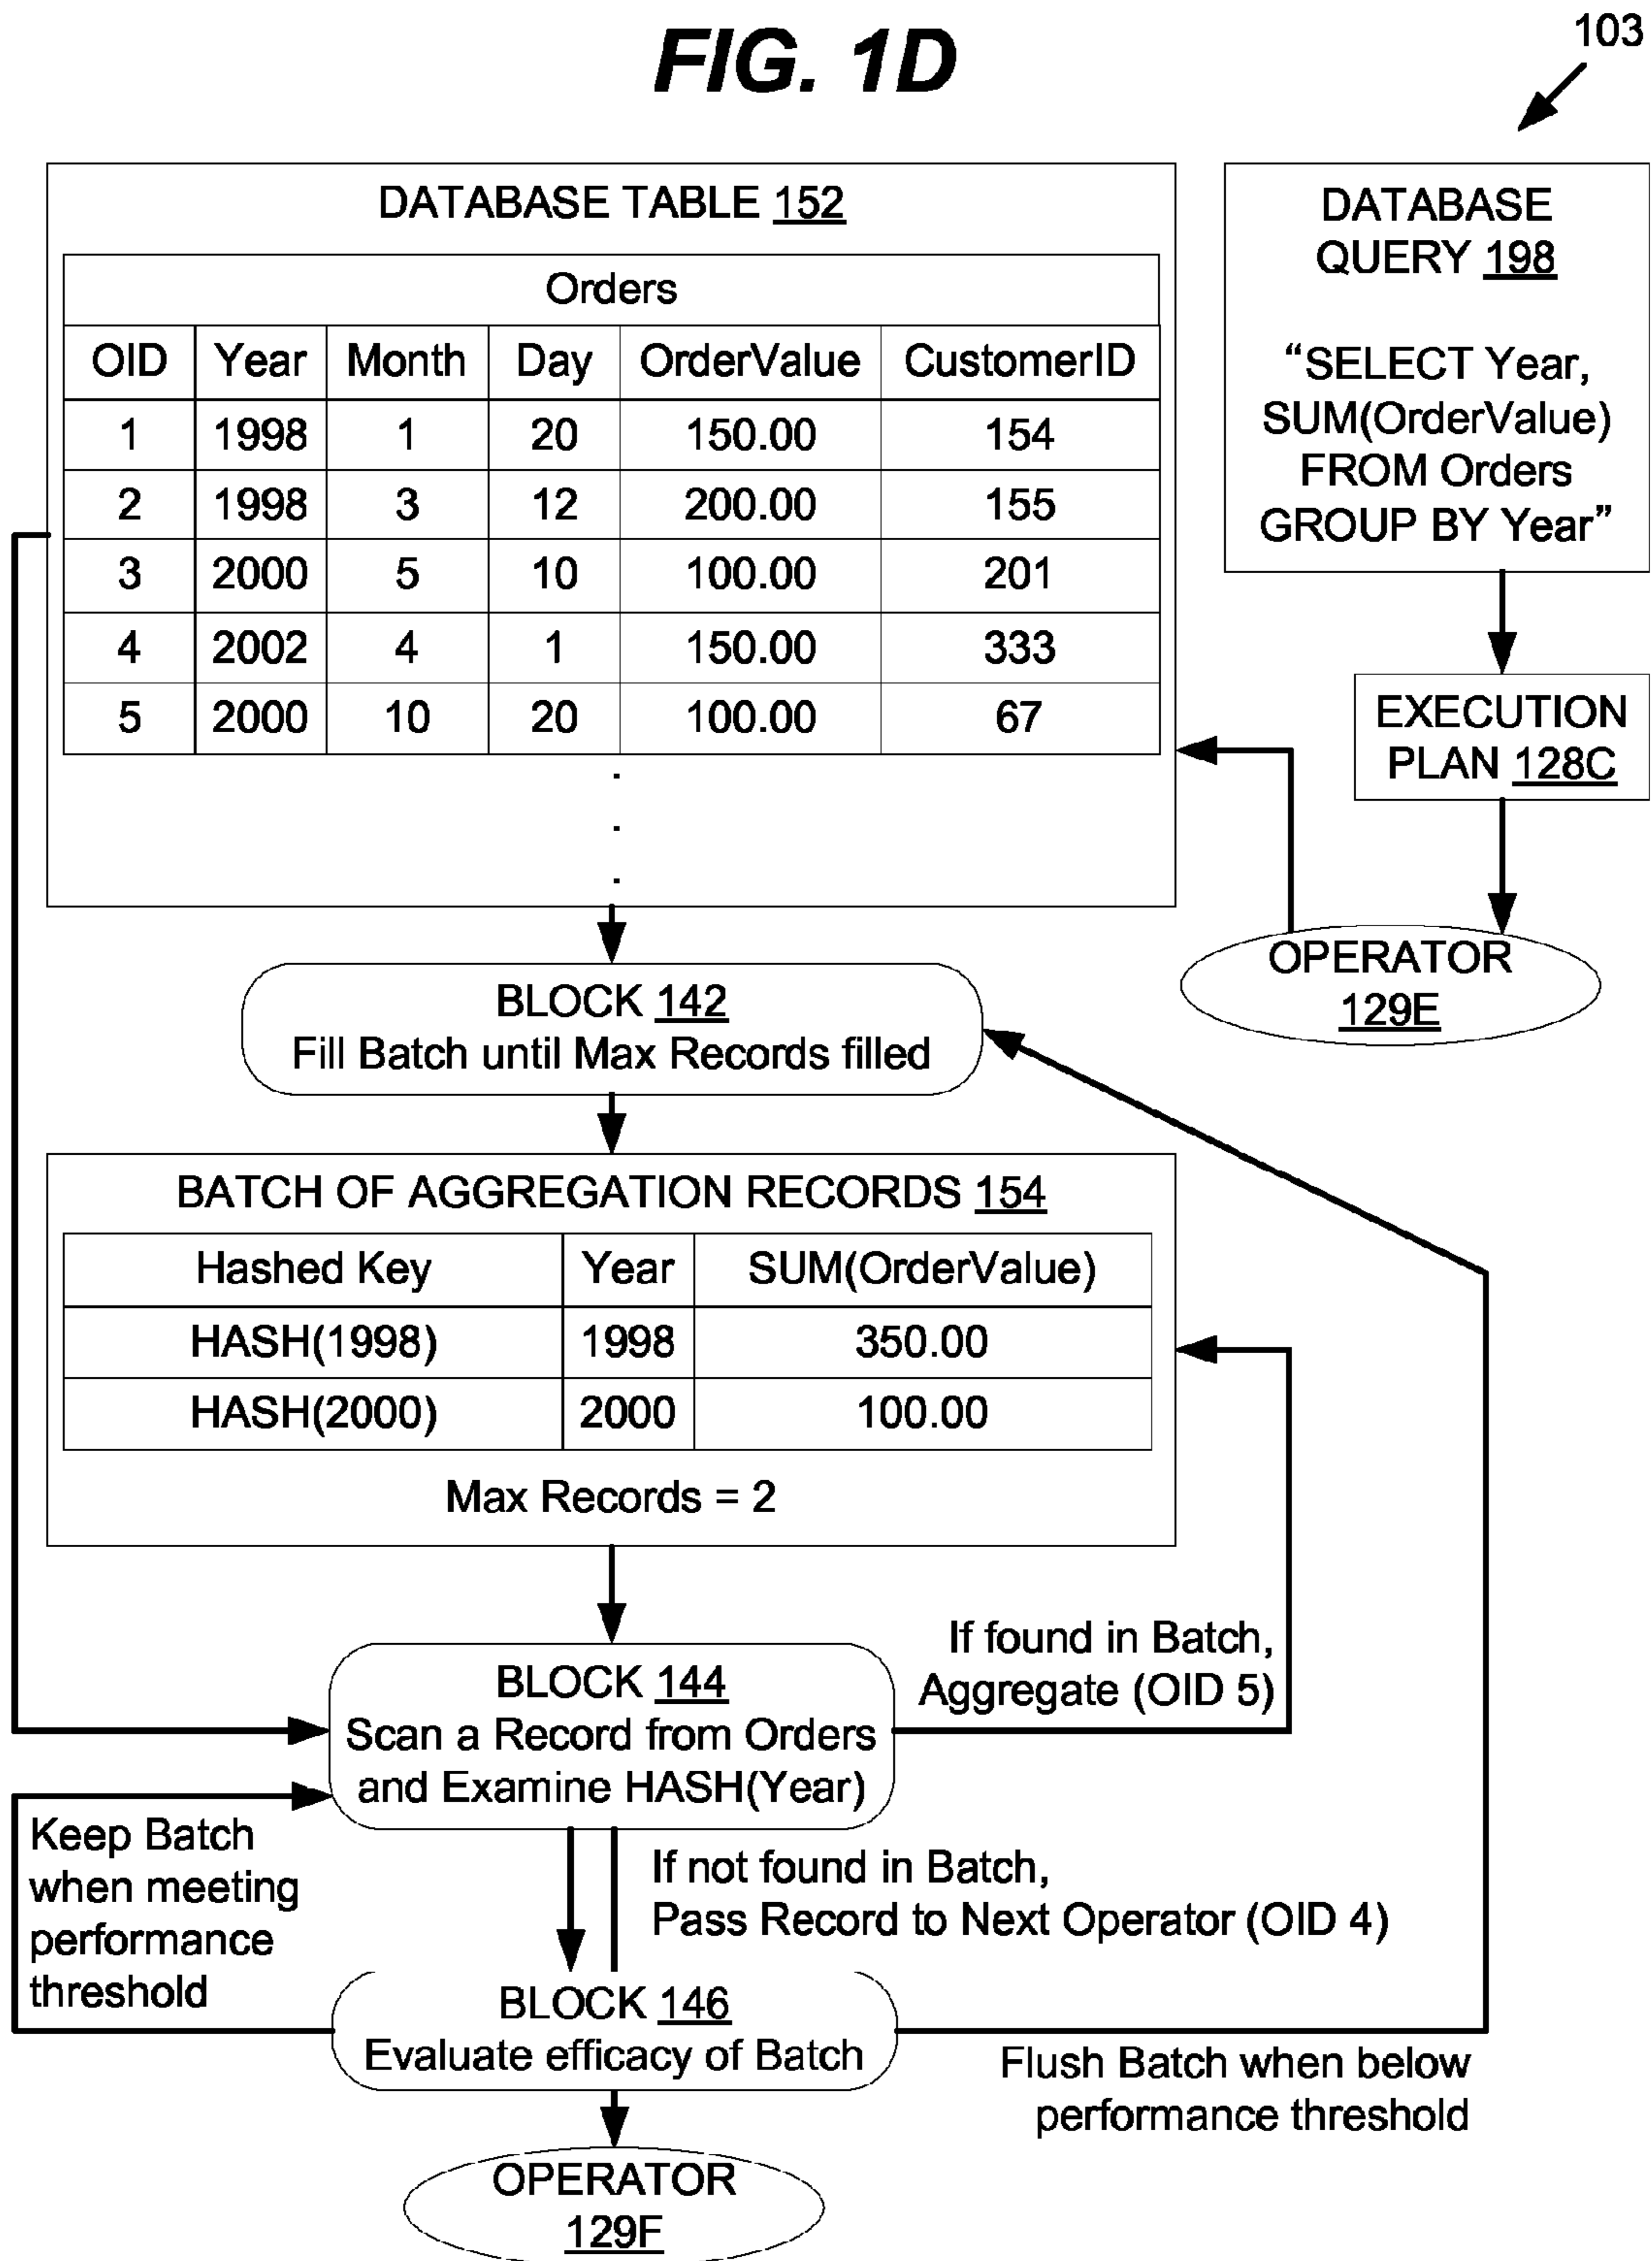 FIG. 1D
103
DATABASE TABLE 152
Orders
OID Year Month Day OrderValue CustomerID
1 1998 1 20 150.00 154
2 1998 3 12 200.00 155
3 2000 5 10 100.00 201
4 2002 4 1 150.00 333
5 2000 10 20 100.00 67
.
.
.
DATABASE
QUERY 198
“SELECT Year,
SUM(OrderValue)
FROM Orders
GROUP BY Year”
EXECUTION
PLAN 128C
OPERATOR
129E
BLOCK 142
Fill Batch until Max Records filled
BATCH OF AGGREGATION RECORDS 154
Hashed Key Year SUM(OrderValue)
HASH(1998) 1998 350.00
HASH(2000) 2000 100.00
Max Records = 2
If found in Batch,
Aggregate (OID 5)
BLOCK 144
Scan a Record from Orders
and Examine HASH(Year)
Keep Batch
when meeting
performance
threshold
If not found in Batch,
Pass Record to Next Operator (OID 4)
BLOCK 146
Evaluate efficacy of Batch
Flush Batch when below
performance threshold
OPERATOR
129F